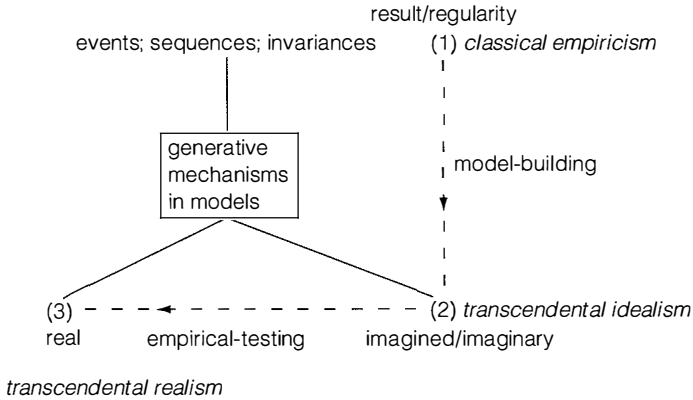 result/regularity
events; sequences; invariances (1) classical empiricism
generative
mechanisms
in models
model-building
(3) (2) transcendental idealism
real empirical-testing imagined/imaginary
transcendental realism